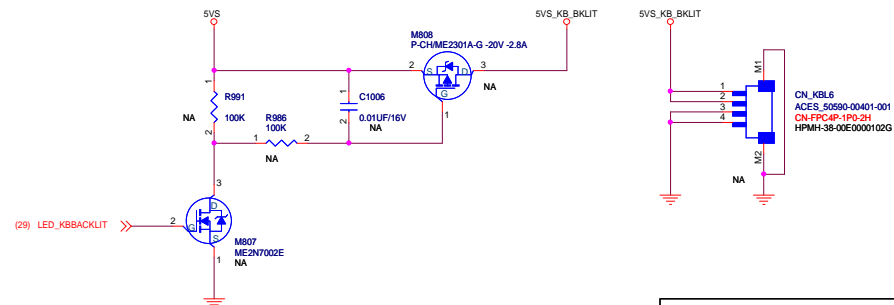 5VS
5VS_KB_BKLIT
5VS_KB_BKLIT
M808
P-CH/ME2301A-G -20V -2.8A
2
S
D
3
G
1
NA
1
R991
NA
100K
2
R986
100K
1
2
NA
1
C1006
0.01UF/16V
2
NA
M1
1
2
3
4
CN_KBL6
ACES_50590-00401-001
CN-FPC4P-1P0-2H
HPMH-38-00E0000102G
M2
NA
3
D
(29) LED_KBBACKLIT
2
G
S
1
M807
ME2N7002E
NA